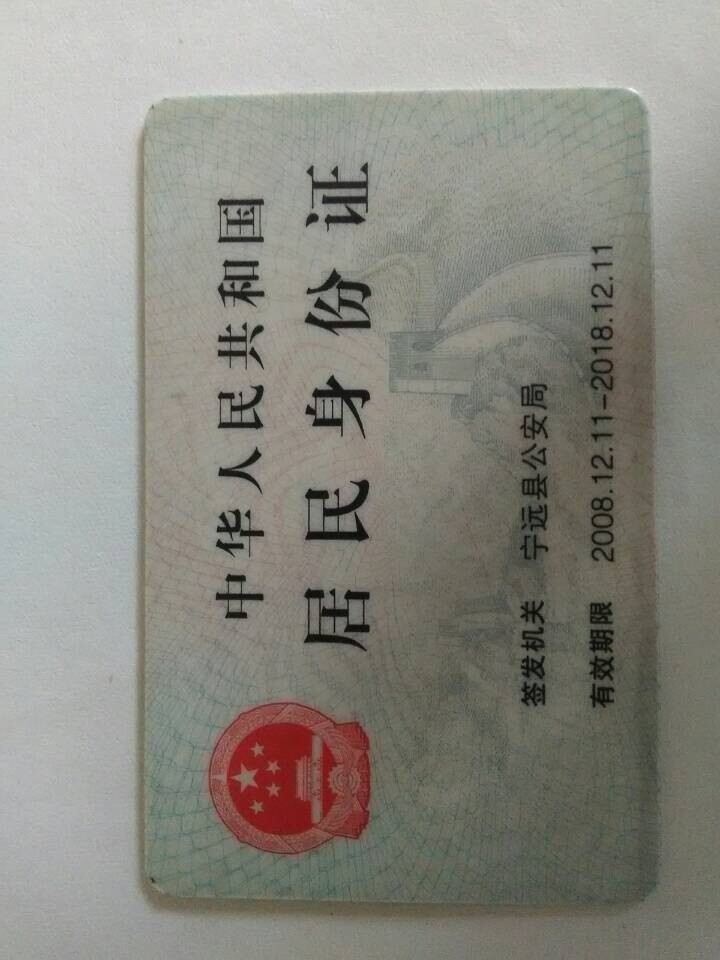 中华人民共和国
居民身份证
签发机关 宁远县公安局
有效期限 2008.12.11-2018.12.11